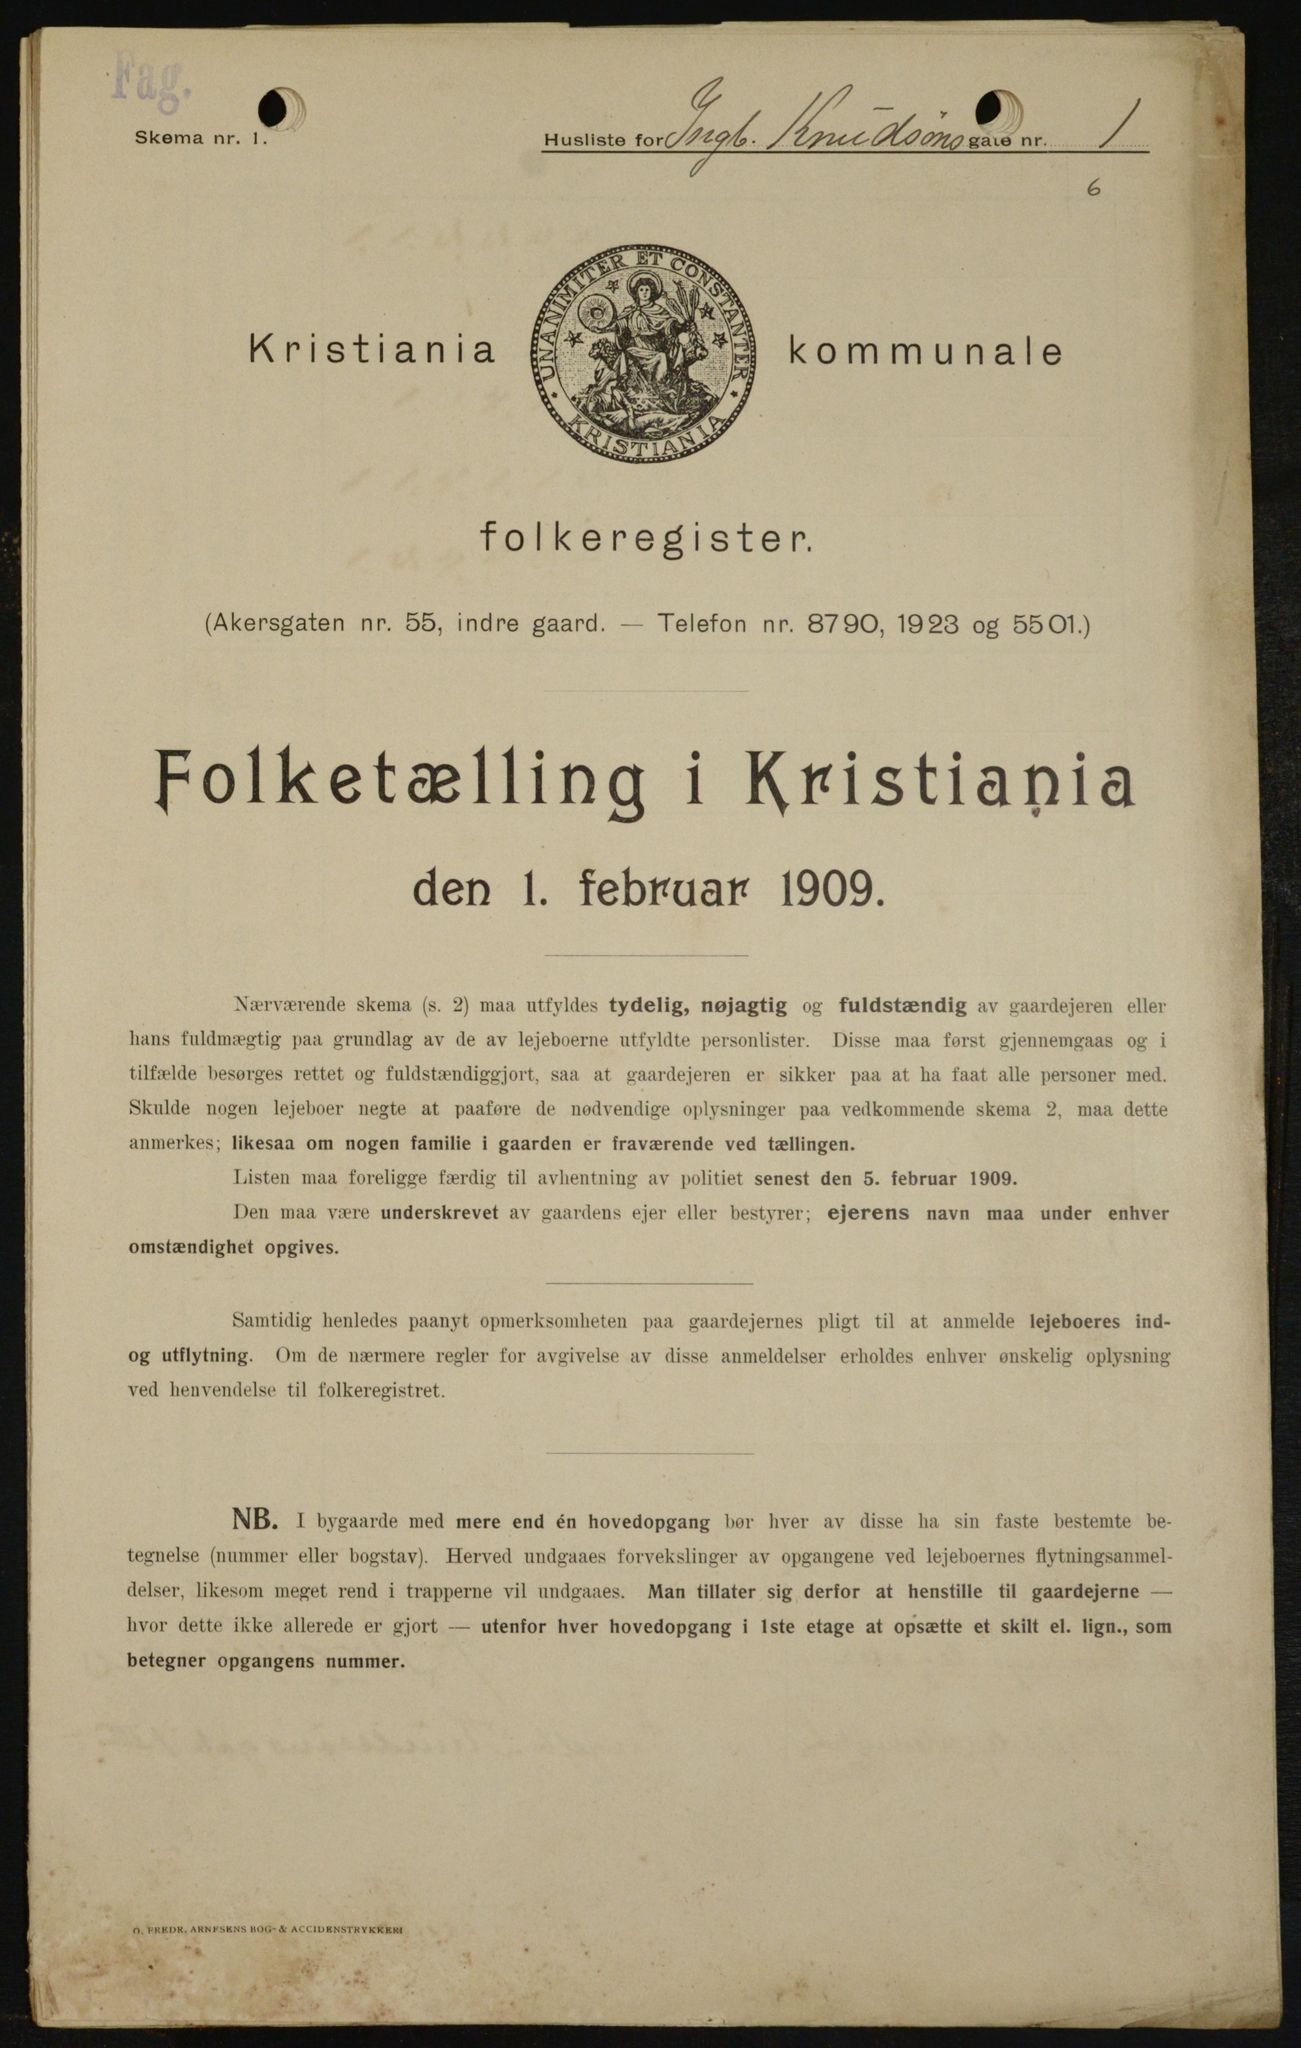 Fag.
Skema nr. 1.
Husliste for Ingb. Knudsøns gate nr. 1
6
UNANIMITER ET CONSTANTER
KRISTIANIA
Kristiania kommunale
folkeregister.
(Akersgaten nr. 55, indre gaard. — Telefon nr. 8790, 1923 og 5501.)
Folketælling i Kristiania
den 1. februar 1909.
Nærværende skema (s. 2) maa utfyldes tydelig, nøjagtig og fuldstændig av gaardejeren eller
hans fuldmægtig paa grundlag av de av lejeboerne utfyldte personlister. Disse maa først gjennemgaas og i
tilfælde besørges rettet og fuldstændiggjort, saa at gaardejeren er sikker paa at ha faat alle personer med.
Skulde nogen lejeboer negte at paaføre de nødvendige oplysninger paa vedkommende skema 2, maa dette
anmerkes; likesaa om nogen familie i gaarden er fraværende ved tællingen.
Listen maa foreligge færdig til avhentning av politiet senest den 5. februar 1909.
Den maa være underskrevet av gaardens ejer eller bestyrer; ejerens navn maa under enhver
omstændighet opgives.
Samtidig henledes paanyt opmerksomheten paa gaardejernes pligt til at anmelde lejeboeres ind-
og utflytning. Om de nærmere regler for avgivelse av disse anmeldelser erholdes enhver ønskelig oplysning
ved henvendelse til folkeregistret.
NB. I bygaarde med mere end én hovedopgang bør hver av disse ha sin faste bestemte be-
tegnelse (nummer eller bogstav). Herved undgaaes forvekslinger av opgangene ved lejeboernes flytningsanmel-
delser, likesom meget rend i trapperne vil undgaaes. Man tillater sig derfor at henstille til gaardejerne —
hvor dette ikke allerede er gjort — utenfor hver hovedopgang i 1ste etage at opsætte et skilt el. lign., som
betegner opgangens nummer.
O. FREDR. ARNESENS BOG- & ACCIDENSTRYKKERI